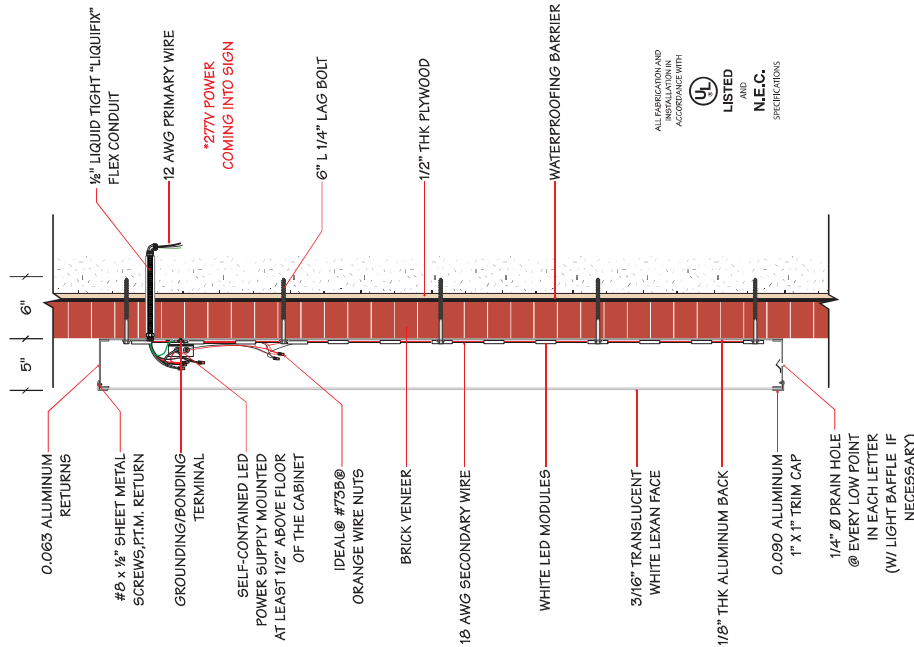 ½" LIQUID TIGHT "LIQUIFIX"
FLEX CONDUIT
12 AWG PRIMARY WIRE
*277V POWER
COMING INTO SIGN
6" L 1/4" LAG BOLT
1/2" THK PLYWOOD
WATERPROOFING BARRIER
ALL FABRICATION AND
INSTALLATION IN
ACCORDANCE WITH
UL
®
LISTED
AND
N.E.C.
SPECIFICATIONS
6"
5"
0.063 ALUMINUM
RETURNS
#8 x ½" SHEET METAL
SCREWS,P.T.M. RETURN
GROUNDING/BONDING
TERMINAL
SELF-CONTAINED LED
POWER SUPPLY MOUNTED
AT LEAST 1/2" ABOVE FLOOR
OF THE CABINET
IDEAL® #73B®
ORANGE WIRE NUTS
BRICK VENEER
18 AWG SECONDARY WIRE
WHITE LED MODULES
3/16" TRANSLUCENT
WHITE LEXAN FACE
1/8" THK ALUMINUM BACK
0.090 ALUMINUM
1" X 1" TRIM CAP
1/4" Ø DRAIN HOLE
@ EVERY LOW POINT
IN EACH LETTER
(W/ LIGHT BAFFLE IF
NECESSARY)